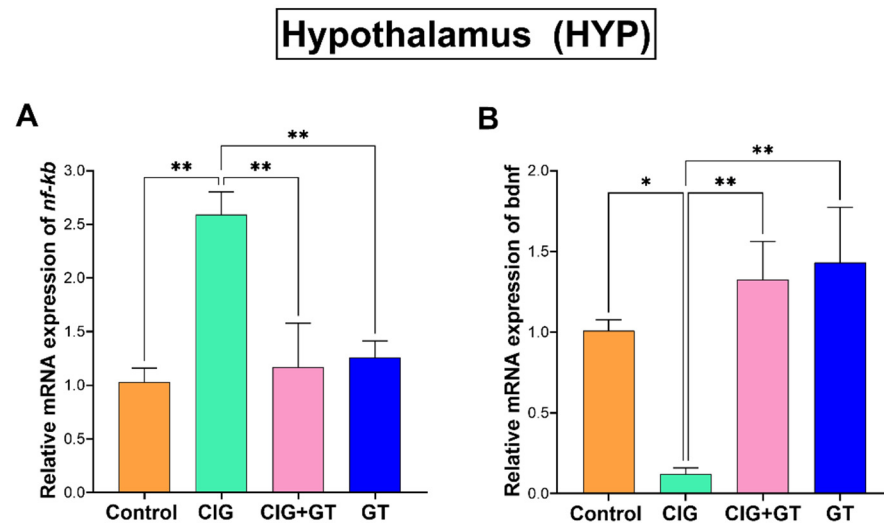 Hypothalamus (HYP)
A
Relative mRNA expression of nf-kb
3.0
2.5
2.0
1.5
1.0
0.5
0.0
**
**
**
Control CIG CIG+GT GT
B
Relative mRNA expression of bdnf
2.0
1.5
1.0
0.5
0.0
**
*
**
Control CIG CIG+GT GT